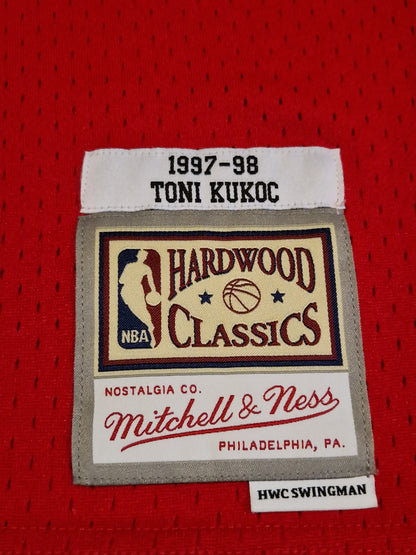 1997-98
TONI KUKOC
HARDWOOD
NBA
CLASSICS
NOSTALGIA CO.
Mitchell & Ness
PHILADELPHIA, PA.
HWC SWINGMAN